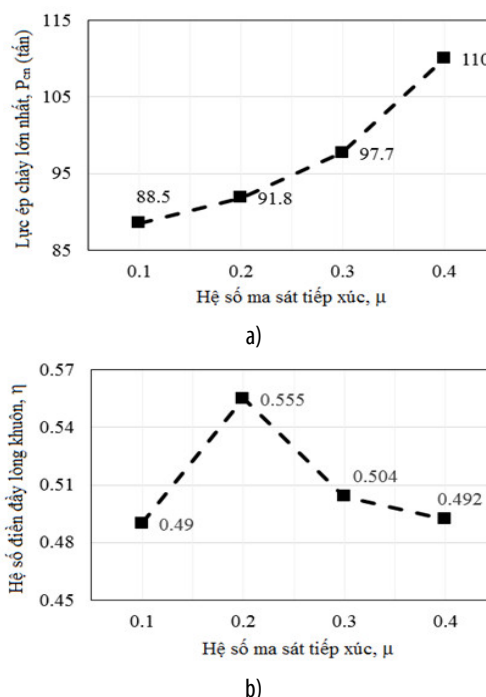 Lực ép chảy lớn nhất, Pcn (tấn)
115
105
95
85
88.5
91.8
97.7
110
0.1 0.2 0.3 0.4
Hệ số ma sát tiếp xúc, μ
a)
Hệ số điền đầy lòng khuôn, η
0.57
0.54
0.51
0.48
0.45
0.49
0.555
0.504
0.492
0.1 0.2 0.3 0.4
Hệ số ma sát tiếp xúc, μ
b)